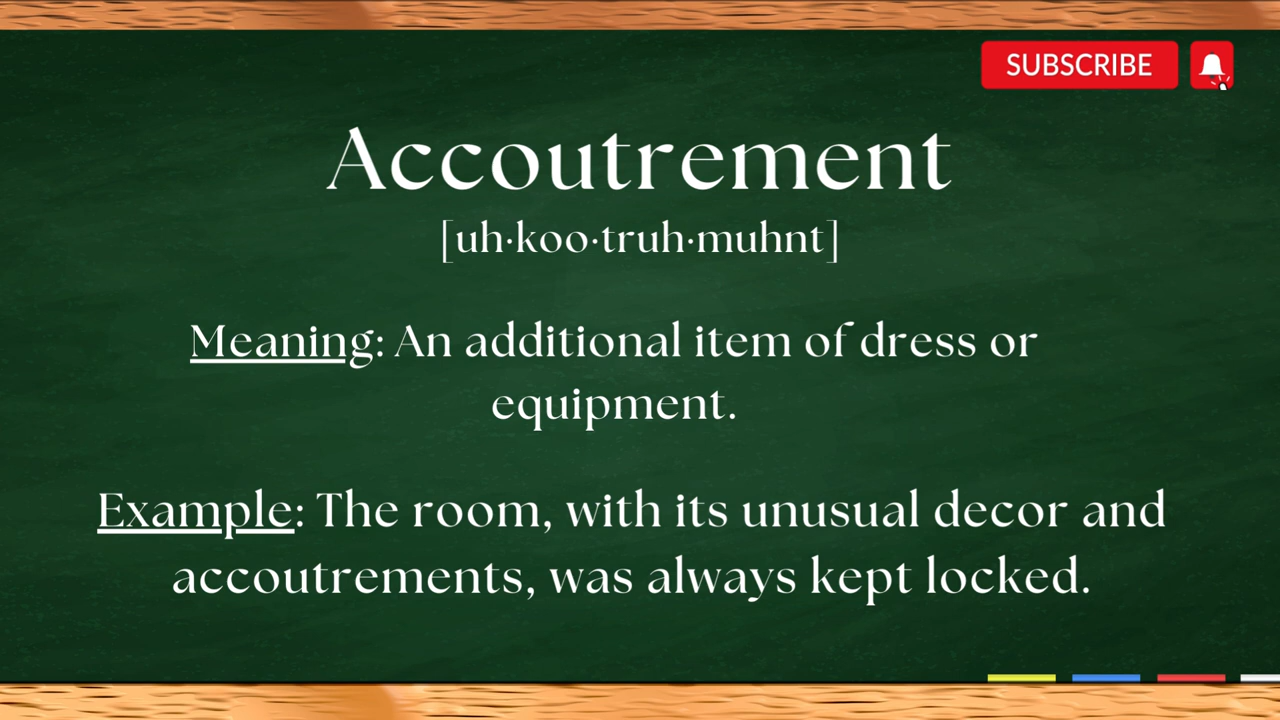 SUBSCRIBE
Accoutrement
[uh·koo·truh·muhnt]
Meaning: An additional item of dress or
equipment.
Example: The room, with its unusual decor and
accoutrements, was always kept locked.